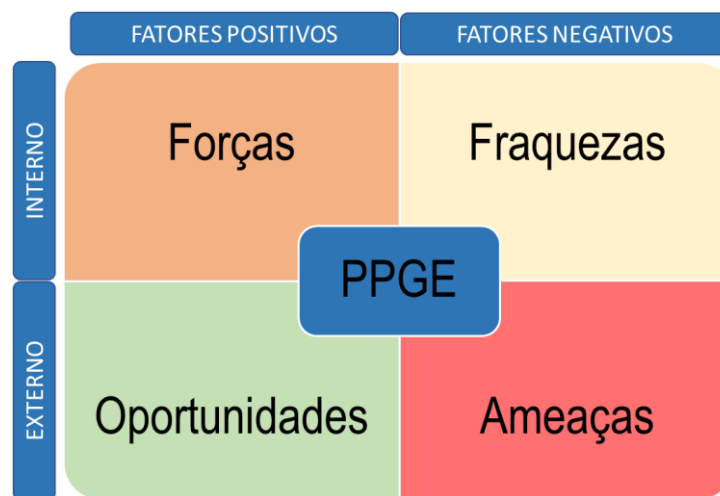 FATORES POSITIVOS
FATORES NEGATIVOS
INTERNO
Forças
Fraquezas
PPGE
EXTERNO
Oportunidades
Ameaças